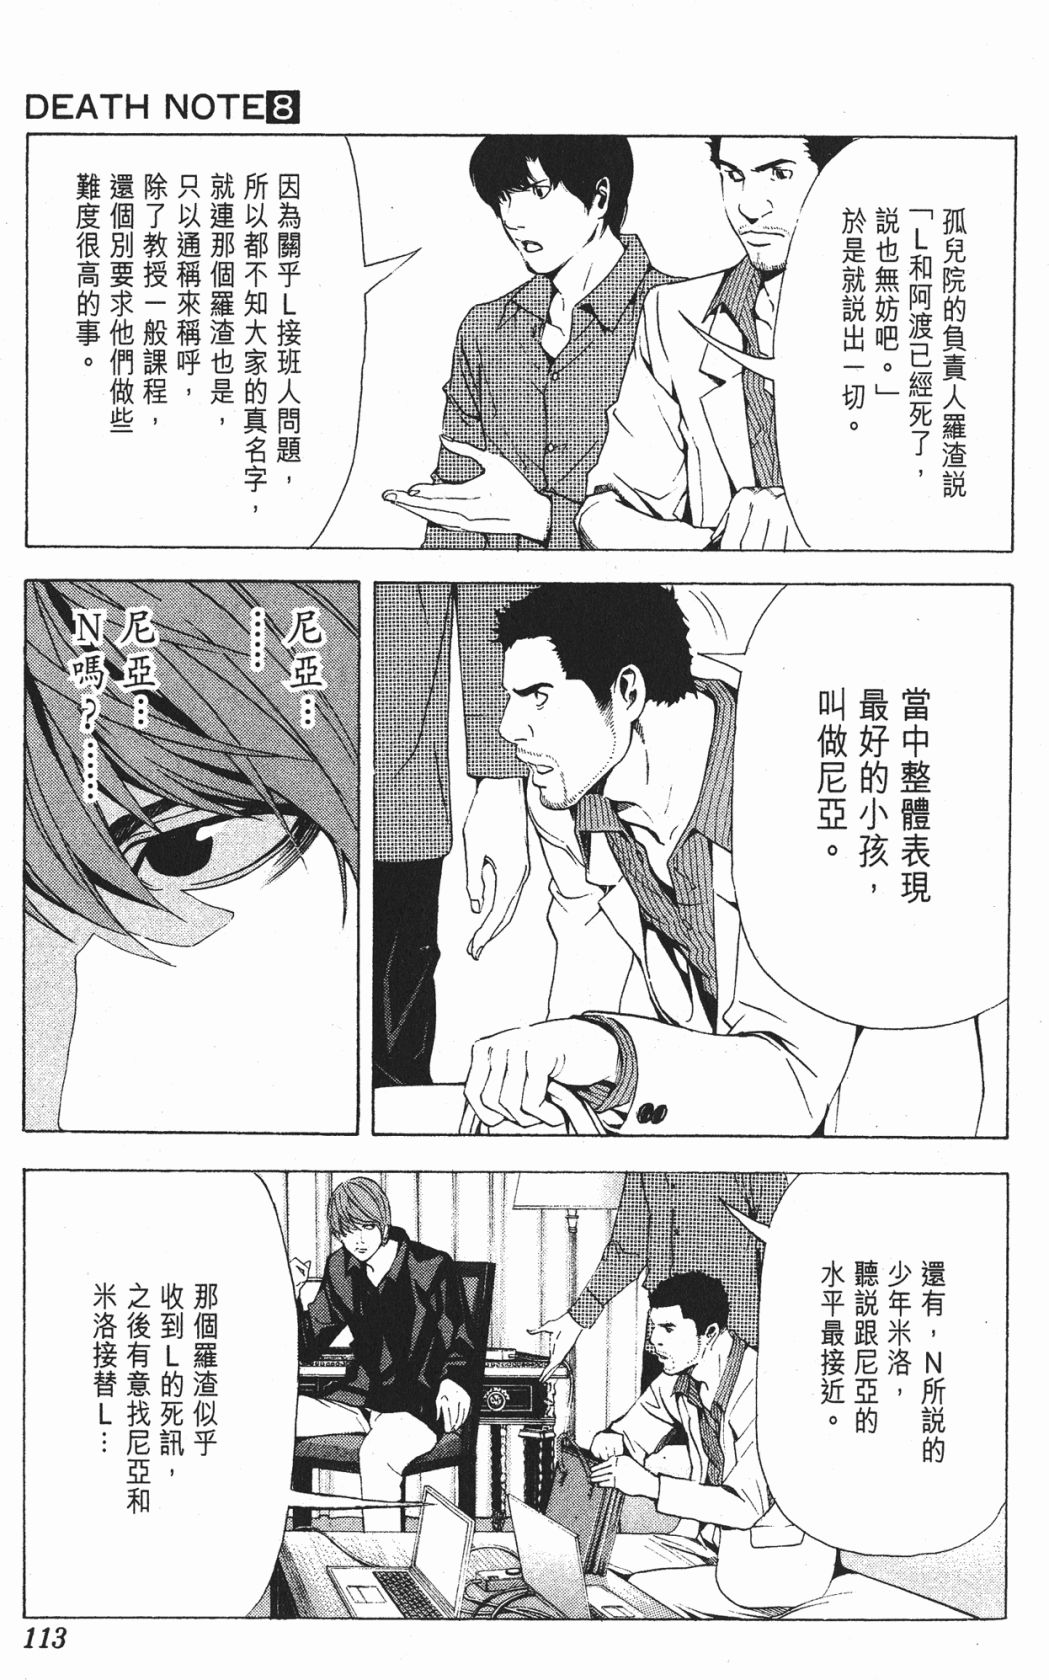 DEATH NOTE8
孤兒院的負責人羅渣説
「L和阿渡已經死了，
説也無妨吧。」
於是就説出一切。
因為關乎L接班人問題，
所以都不知大家的真名字，
就連那個羅渣也是，
只以通稱來稱呼，
除了教授一般課程，
還個別要求他們做些
難度很高的事。
當中整體表現
最好的小孩，
叫做尼亞。
尼亞…
……
尼亞…
N嗎？……
還有，N所説的
少年米洛，
聽説跟尼亞的
水平最接近。
那個羅渣似乎
收到L的死訊，
之後有意找尼亞和
米洛接替L…
113